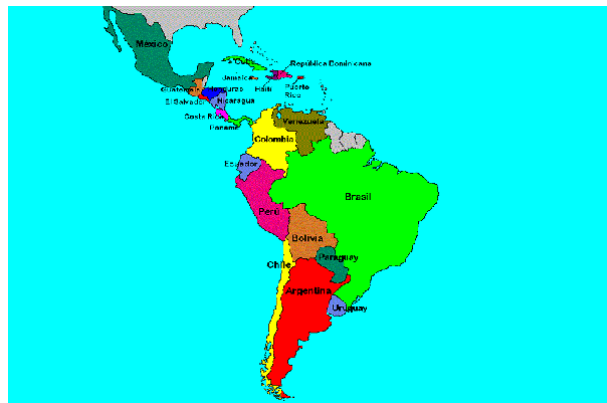 México
Cuba
República Dominicana
Jamaica
Haití
Puerto
Rico
Guatemala
Honduras
El Salvador
Nicaragua
Costa Rica
Panamá
Venezuela
Colombia
Ecuador
Brasil
Perú
Bolivia
Paraguay
Chile
Argentina
Uruguay